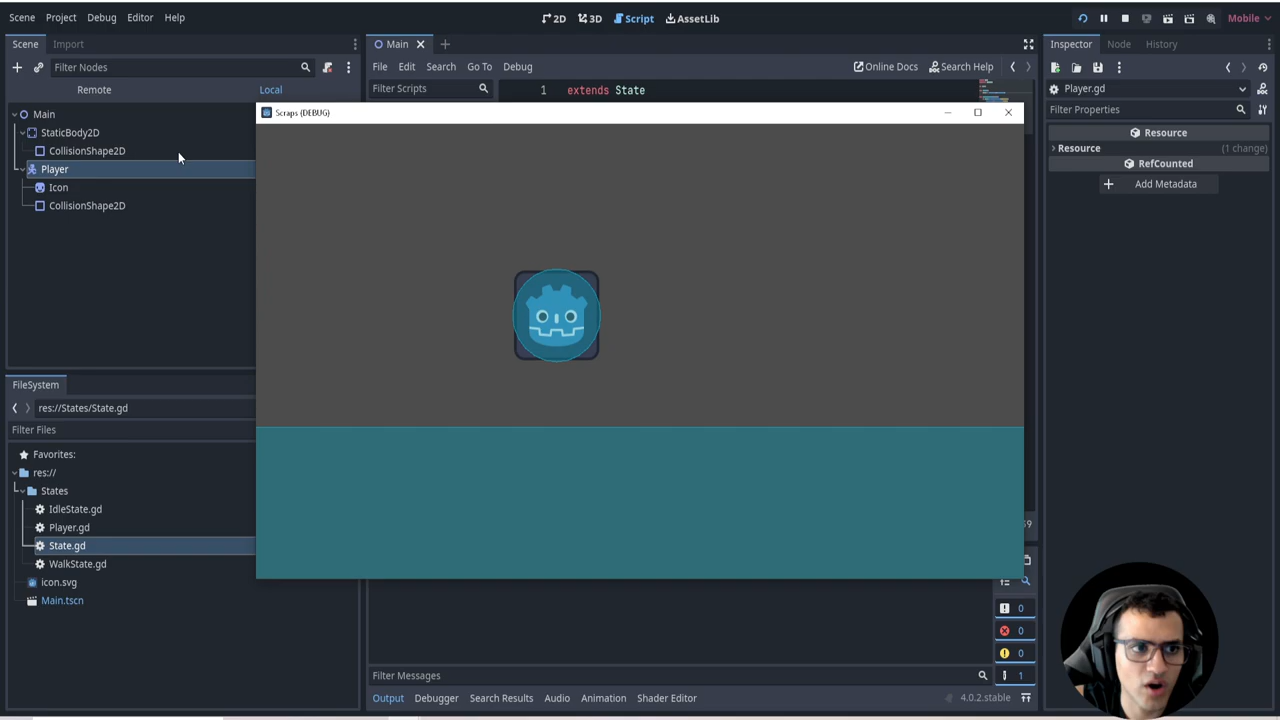 Scene Project Debug Editor Help
2D 3D Script AssetLib
Mobile
Scene Import
Filter Nodes
Remote Local
Main
StaticBody2D
CollisionShape2D
Player
Icon
CollisionShape2D
FileSystem
res://States/State.gd
Filter Files
Favorites:
res://
States
IdleState.gd
Player.gd
State.gd
WalkState.gd
icon.svg
Main.tscn
Main
File Edit Search Go To Debug
Online Docs Search Help
Filter Scripts
1 extends State
Scraps (DEBUG)
59
0
0
0
1
Filter Messages
Output Debugger Search Results Audio Animation Shader Editor
4.0.2.stable
Inspector Node History
Player.gd
Filter Properties
Resource
Resource (1 change)
RefCounted
Add Metadata